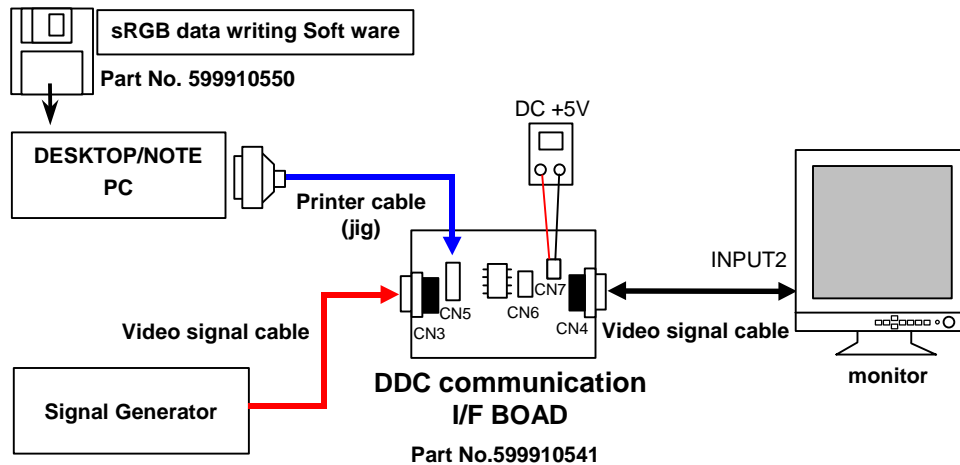 sRGB data writing Soft ware
Part No. 599910550
DC +5V
DESKTOP/NOTE
PC
Printer cable
(jig)
INPUT2
CN5
CN6
CN7
CN3
CN4
Video signal cable
Video signal cable
monitor
DDC communication
I/F BOAD
Signal Generator
Part No.599910541